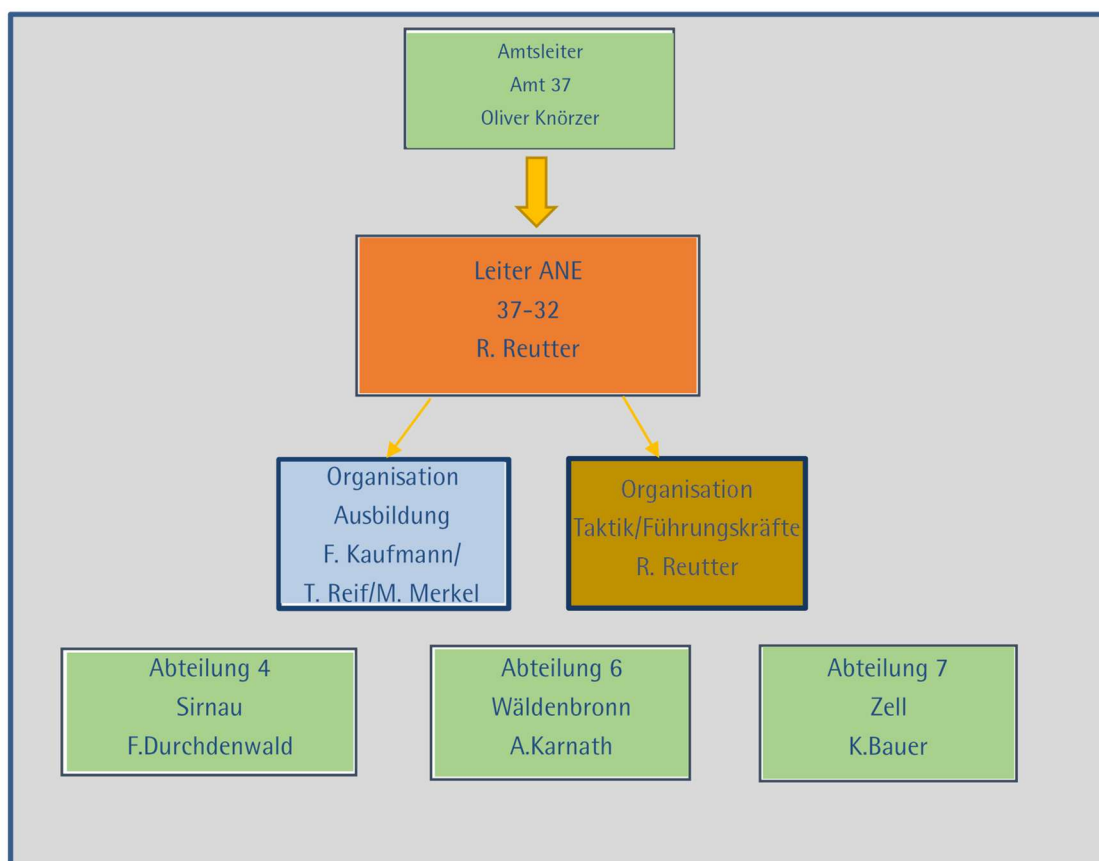 Amtsleiter
Amt 37
Oliver Knörzer
Leiter ANE
37-32
R. Reutter
Organisation
Ausbildung
F. Kaufmann/
T. Reif/M. Merkel
Organisation
Taktik/Führungskräfte
R. Reutter
Abteilung 4
Sirnau
F.Durchdenwald
Abteilung 6
Wäldenbronn
A.Karnath
Abteilung 7
Zell
K.Bauer